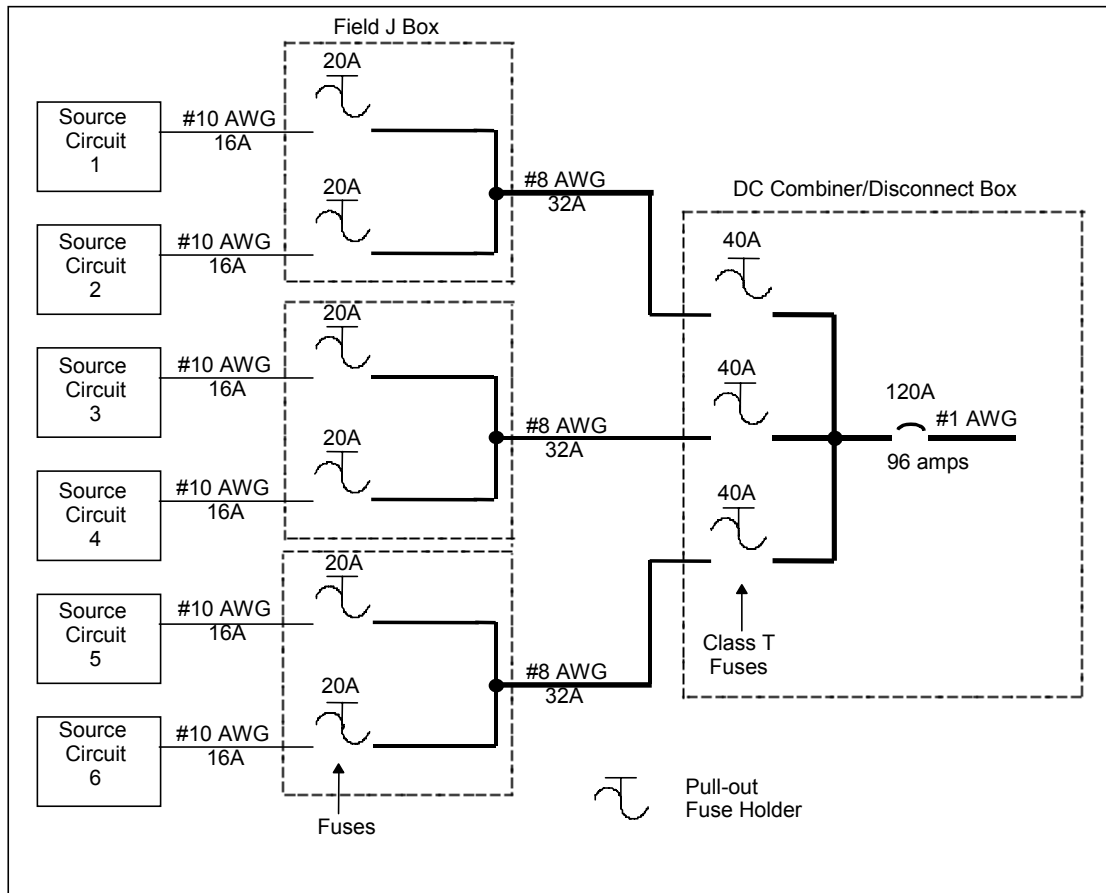 Field J Box
20A
Source
Circuit
1
#10 AWG
16A
20A
Source
Circuit
2
#10 AWG
16A
#8 AWG
32A
20A
Source
Circuit
3
#10 AWG
16A
20A
Source
Circuit
4
#10 AWG
16A
#8 AWG
32A
20A
Source
Circuit
5
#10 AWG
16A
20A
Source
Circuit
6
#10 AWG
16A
#8 AWG
32A
Fuses
DC Combiner/Disconnect Box
40A
40A
40A
120A
#1 AWG
96 amps
Class T
Fuses
Pull-out
Fuse Holder